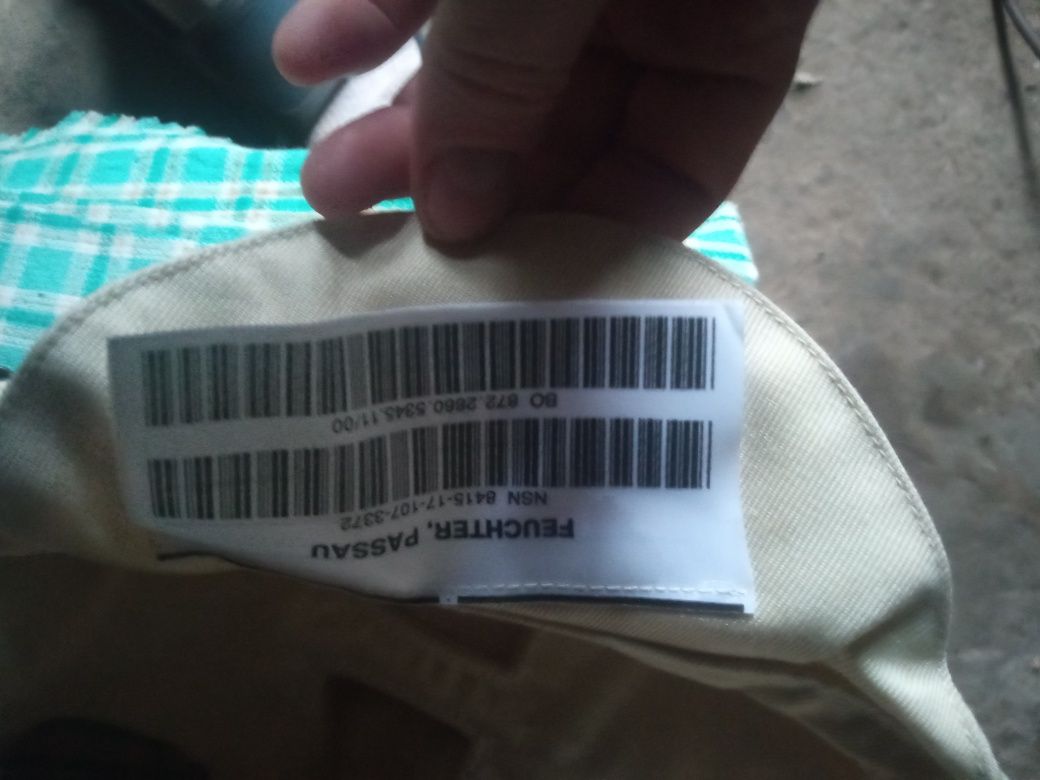 FEUCHTER, PASSAU
NSN 8415-17-107-3372
BO 872.2660.5345.11/00